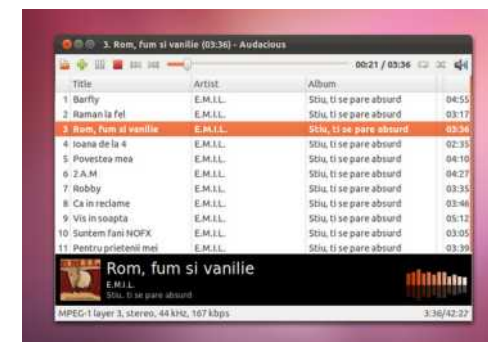 3. Rom, fum si vanilie (03:36) - Audacious
00:21 / 03:36
Title Artist Album
1 Barfly E.M.I.L. Stiu, ti se pare absurd 04:55
2 Raman la fel E.M.I.L. Stiu, ti se pare absurd 03:17
3 Rom, fum si vanilie E.M.I.L. Stiu, ti se pare absurd 03:36
4 Ioana de la 4 E.M.I.L. Stiu, ti se pare absurd 02:35
5 Povestea mea E.M.I.L. Stiu, ti se pare absurd 04:10
6 2 A.M E.M.I.L. Stiu, ti se pare absurd 04:27
7 Robby E.M.I.L. Stiu, ti se pare absurd 03:35
8 Ca in reclame E.M.I.L. Stiu, ti se pare absurd 03:46
9 Vis in soapta E.M.I.L. Stiu, ti se pare absurd 05:12
10 Suntem fani NOFX E.M.I.L. Stiu, ti se pare absurd 03:05
11 Pentru prietenii mei E.M.I.L. Stiu, ti se pare absurd 03:39
Rom, fum si vanilie
E.M.I.L.
Stiu, ti se pare absurd
MPEG-1 layer 3, stereo, 44 kHz, 167 kbps 3:36/42:22